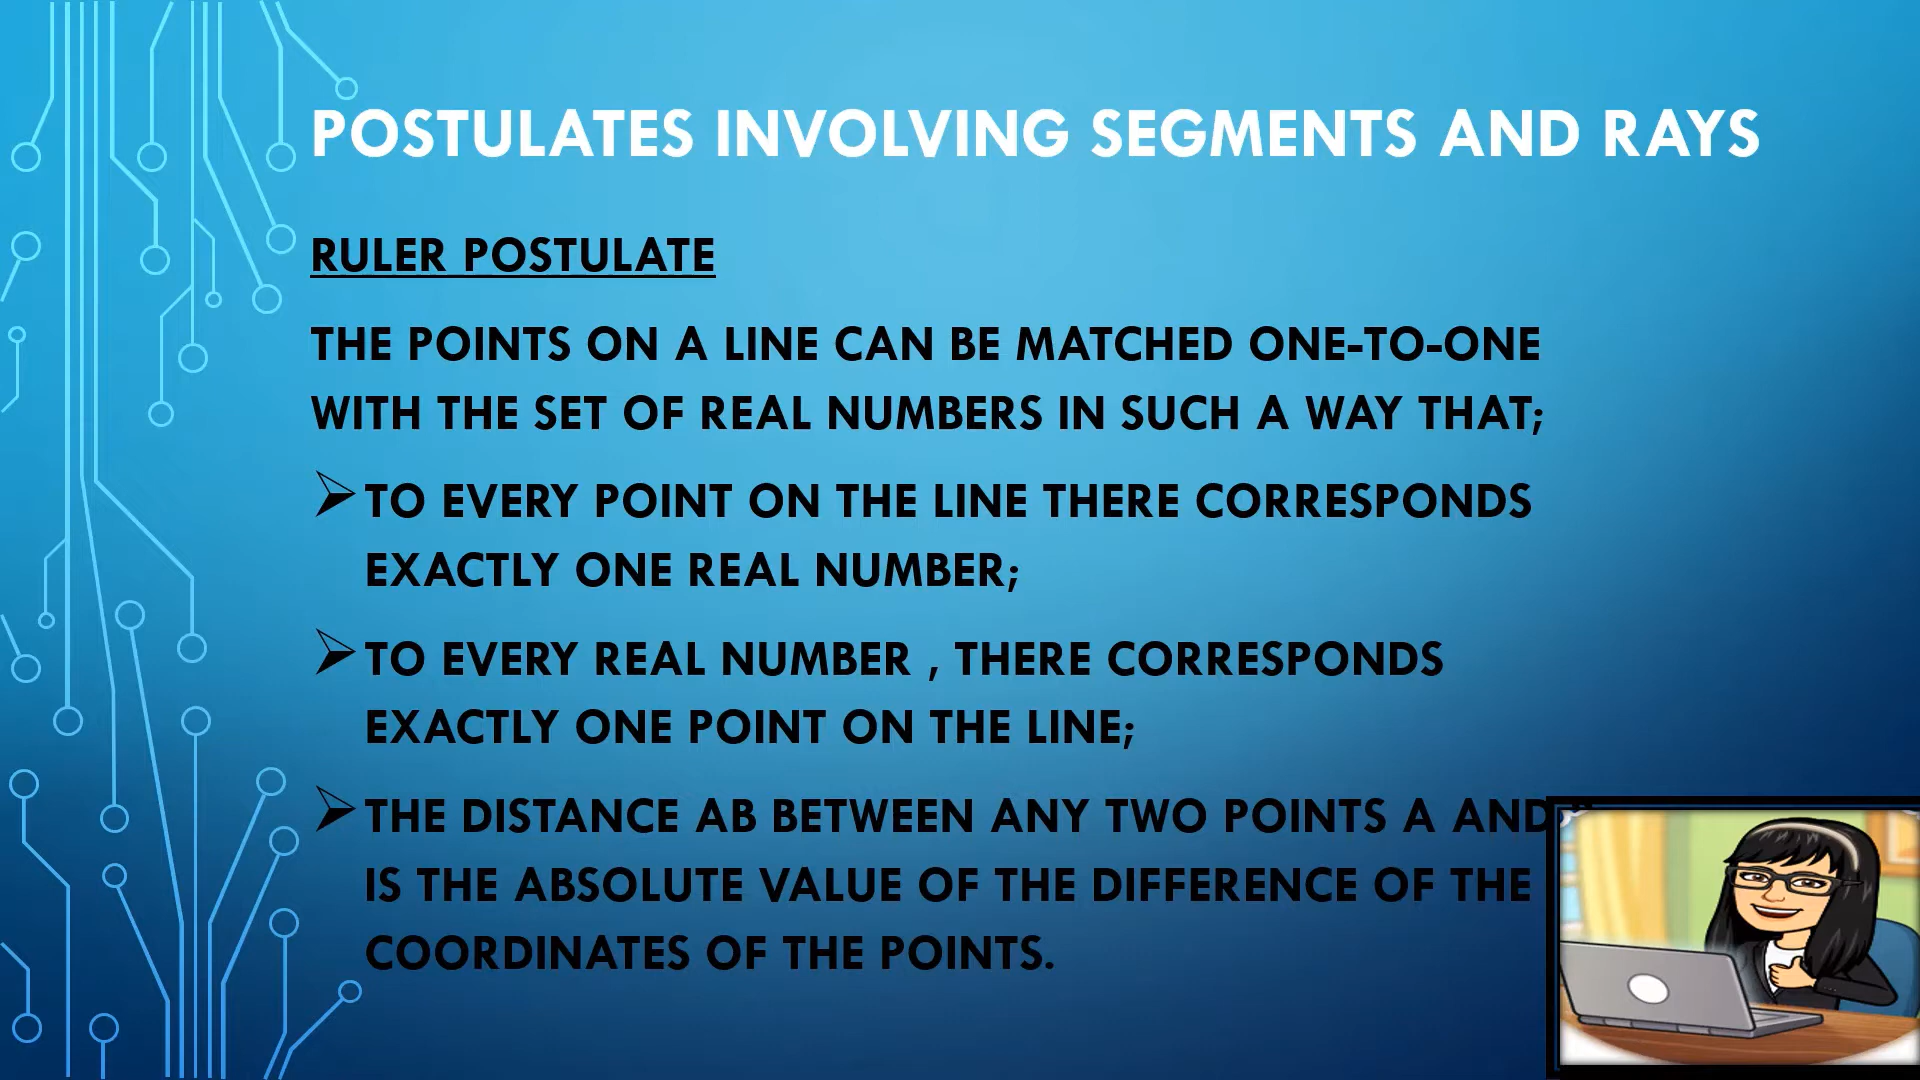 POSTULATES INVOLVING SEGMENTS AND RAYS
RULER POSTULATE
THE POINTS ON A LINE CAN BE MATCHED ONE-TO-ONE
WITH THE SET OF REAL NUMBERS IN SUCH A WAY THAT;
TO EVERY POINT ON THE LINE THERE CORRESPONDS
EXACTLY ONE REAL NUMBER;
TO EVERY REAL NUMBER , THERE CORRESPONDS
EXACTLY ONE POINT ON THE LINE;
THE DISTANCE AB BETWEEN ANY TWO POINTS A AND
IS THE ABSOLUTE VALUE OF THE DIFFERENCE OF THE
COORDINATES OF THE POINTS.